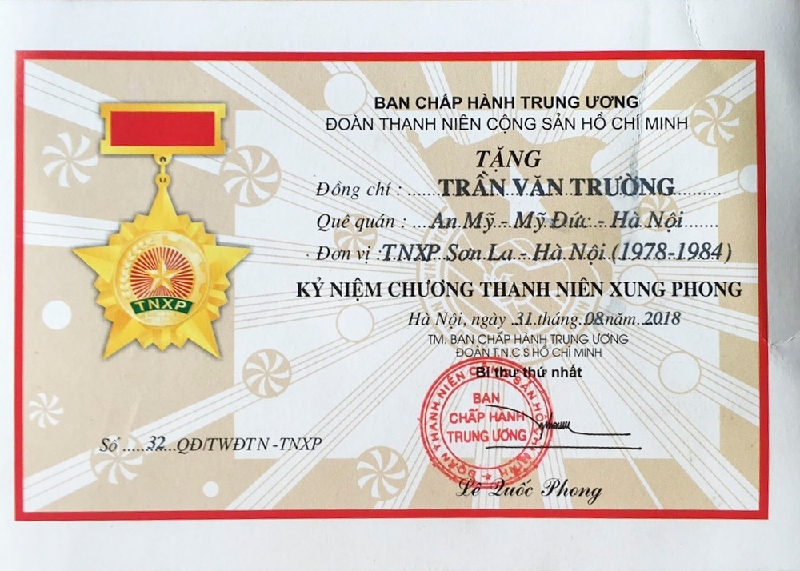 BAN CHẤP HÀNH TRUNG ƯƠNG
ĐOÀN THANH NIÊN CỘNG SẢN HỒ CHÍ MINH
TẶNG
Đồng chí : ...... TRẦN VĂN TRƯỜNG ..........
Quê quán : ... An Mỹ - Mỹ Đức - Hà Nội .......
Đơn vị : TNXP Sơn La - Hà Nội (1978-1984)
KỶ NIỆM CHƯƠNG THANH NIÊN XUNG PHONG
Hà Nội, ngày 31 tháng 08 năm 2018
TM. BAN CHẤP HÀNH TRUNG ƯƠNG
ĐOÀN T.N.C S HỒ CHÍ MINH
Bí thư thứ nhất
BAN
CHẤP HÀNH
TRUNG ƯƠNG
Lê Quốc Phong
TNXP
Số ..... 32 .. QĐ/TWĐTN -TNXP